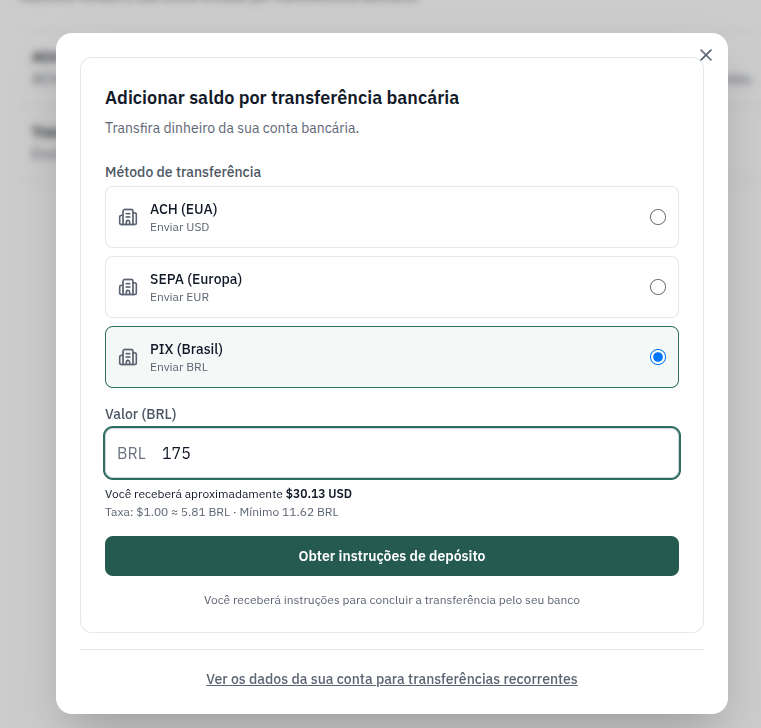 Adicionar saldo por transferência bancária
Transfira dinheiro da sua conta bancária.
Método de transferência
ACH (EUA)
Enviar USD
SEPA (Europa)
Enviar EUR
PIX (Brasil)
Enviar BRL
Valor (BRL)
BRL 175
Você receberá aproximadamente $30.13 USD
Taxa: $1.00 ≈ 5.81 BRL · Mínimo 11.62 BRL
Obter instruções de depósito
Você receberá instruções para concluir a transferência pelo seu banco
Ver os dados da sua conta para transferências recorrentes